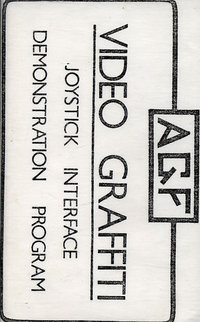 AGF
VIDEO GRAFFITI
JOYSTICK INTERFACE
DEMONSTRATION PROGRAM